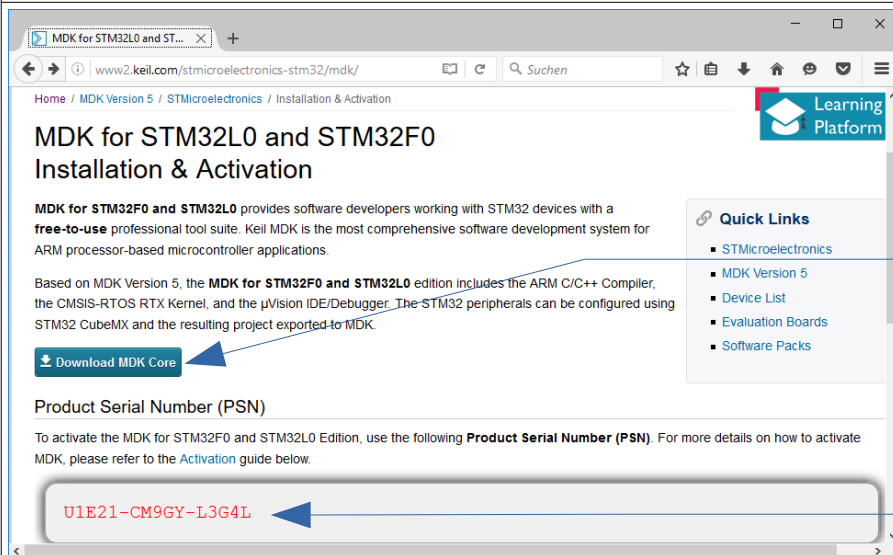 MDK for STM32L0 and ST...
www2.keil.com/stmicroelectronics-stm32/mdk/
Suchen
Home / MDK Version 5 / STMicroelectronics / Installation & Activation
Learning
Platform
MDK for STM32L0 and STM32F0
Installation & Activation
MDK for STM32F0 and STM32L0 provides software developers working with STM32 devices with a
free-to-use professional tool suite. Keil MDK is the most comprehensive software development system for
ARM processor-based microcontroller applications.
Based on MDK Version 5, the MDK for STM32F0 and STM32L0 edition includes the ARM C/C++ Compiler,
the CMSIS-RTOS RTX Kernel, and the µVision IDE/Debugger. The STM32 peripherals can be configured using
STM32 CubeMX and the resulting project exported to MDK.
Download MDK Core
Quick Links
STMicroelectronics
MDK Version 5
Device List
Evaluation Boards
Software Packs
Product Serial Number (PSN)
To activate the MDK for STM32F0 and STM32L0 Edition, use the following Product Serial Number (PSN). For more details on how to activate
MDK, please refer to the Activation guide below.
U1E21-CM9GY-L3G4L